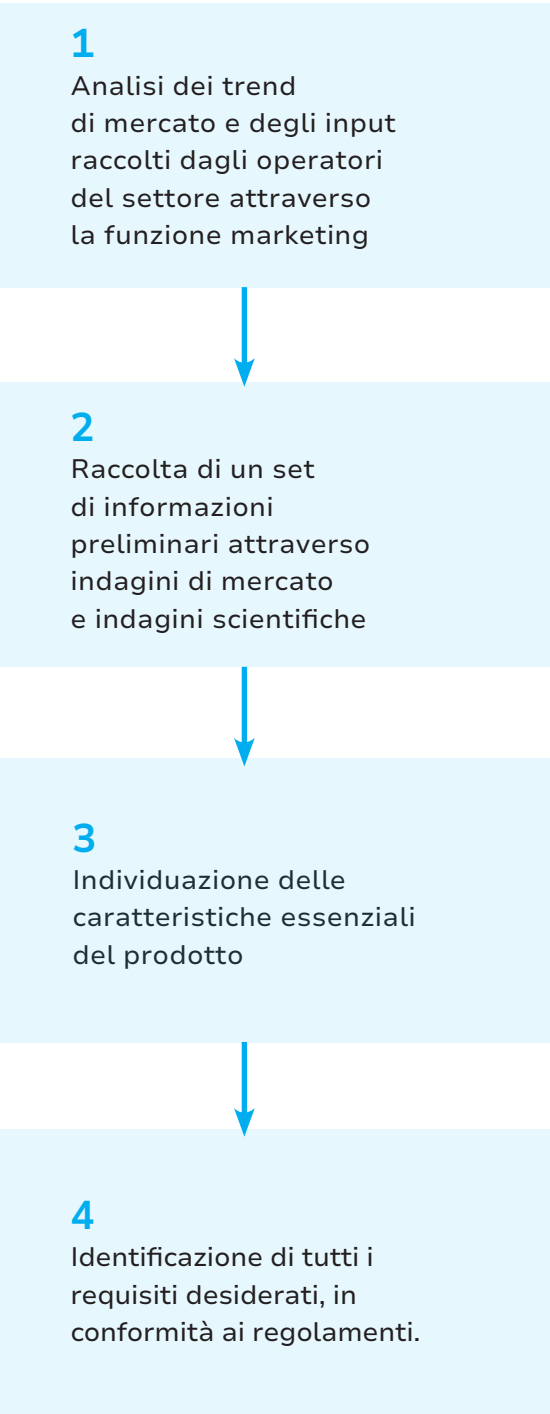 1
Analisi dei trend
di mercato e degli input
raccolti dagli operatori
del settore attraverso
la funzione marketing
2
Raccolta di un set
di informazioni
preliminari attraverso
indagini di mercato
e indagini scientifiche
3
Individuazione delle
caratteristiche essenziali
del prodotto
4
Identificazione di tutti i
requisiti desiderati, in
conformità ai regolamenti.